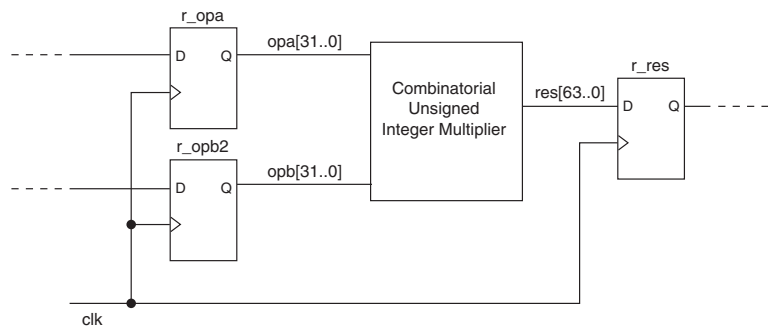 r_opa
D Q
opa[31..0]
Combinatorial
Unsigned
Integer Multiplier
res[63..0]
r_res
D Q
r_opb2
D Q
opb[31..0]
clk